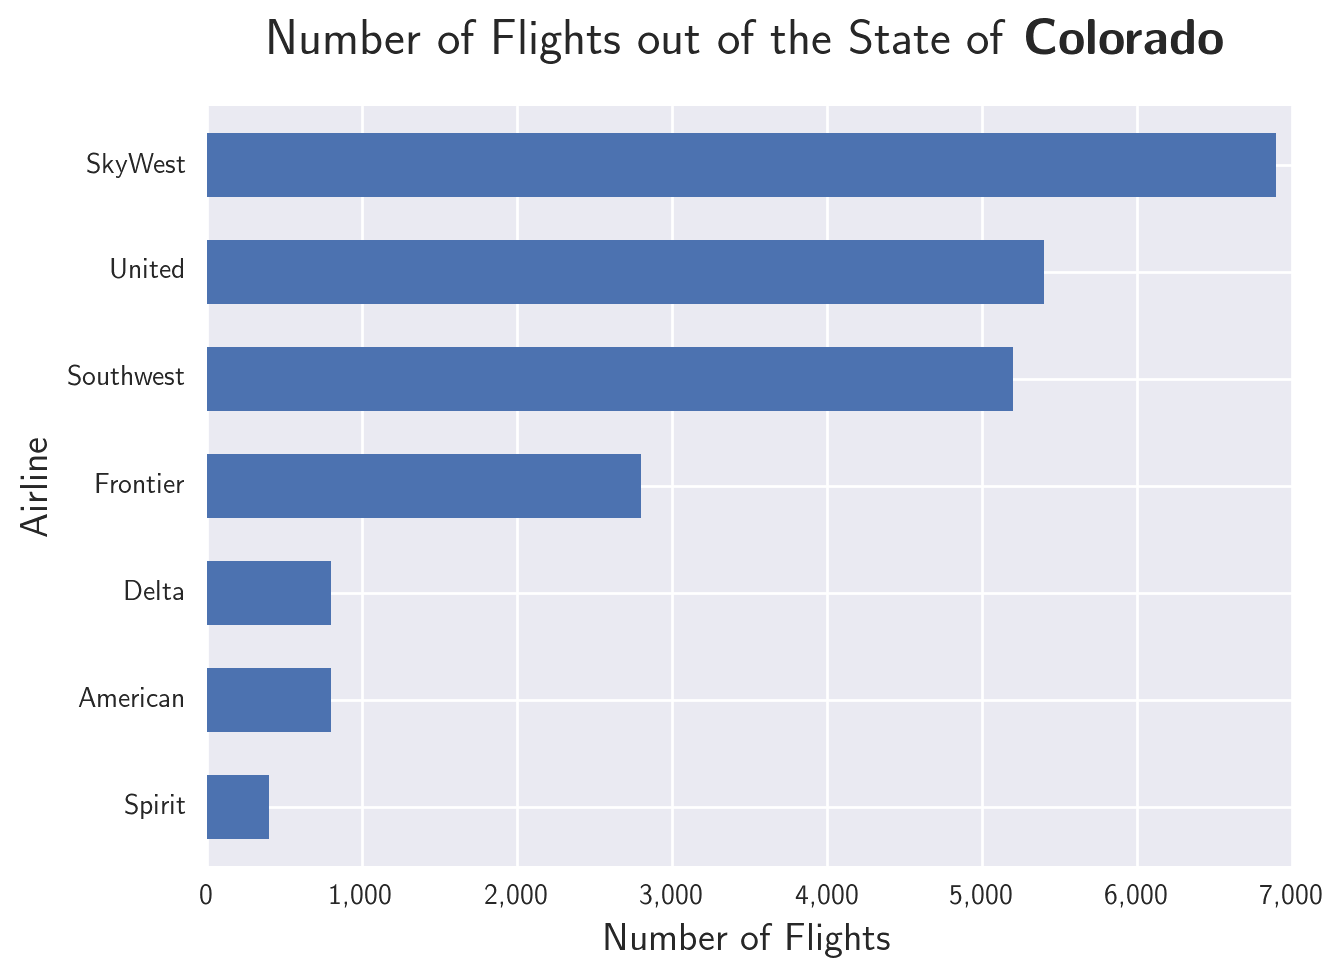 Number of Flights out of the State of Colorado
SkyWest
United
Southwest
Frontier
Delta
American
Spirit
Airline
0 1,000 2,000 3,000 4,000 5,000 6,000 7,000
Number of Flights